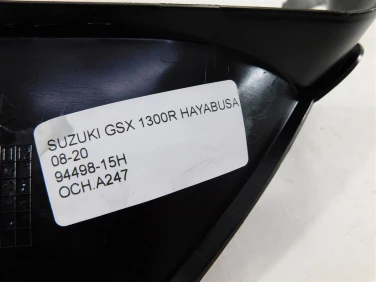 SUZUKI GSX 1300R HAYABUSA
08-20
94498-15H
OCH.A247